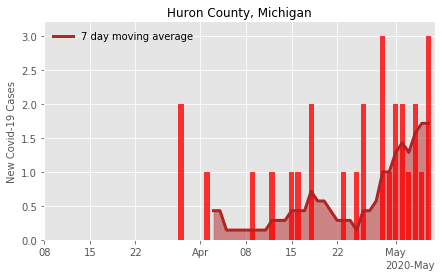 Huron County, Michigan
7 day moving average
New Covid-19 Cases
3.0
2.5
2.0
1.5
1.0
0.5
0.0
08 15 22 Apr 08 15 22 May
2020-May